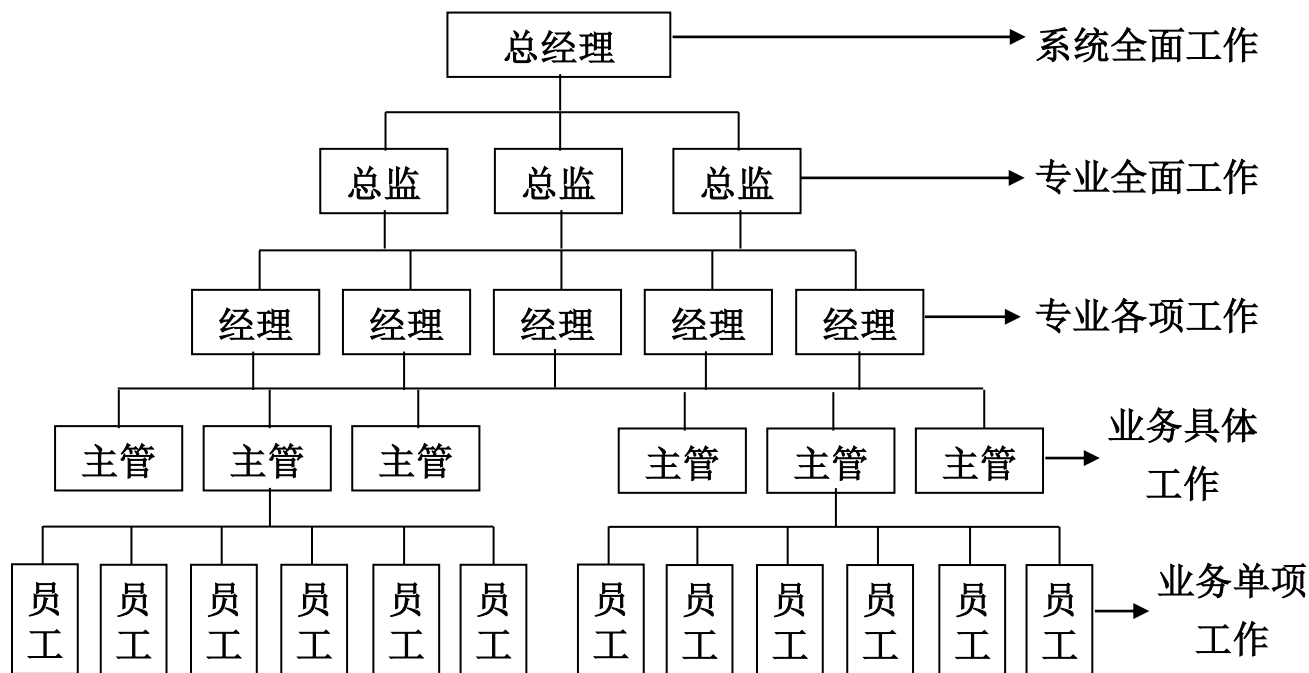 总经理
系统全面工作
总监 总监 总监
专业全面工作
经理 经理 经理 经理 经理
专业各项工作
主管 主管 主管 主管 主管 主管
业务具体
工作
员 员 员 员 员 员 员 员 员 员 员 员
工 工 工 工 工 工 工 工 工 工 工 工
业务单项
工作